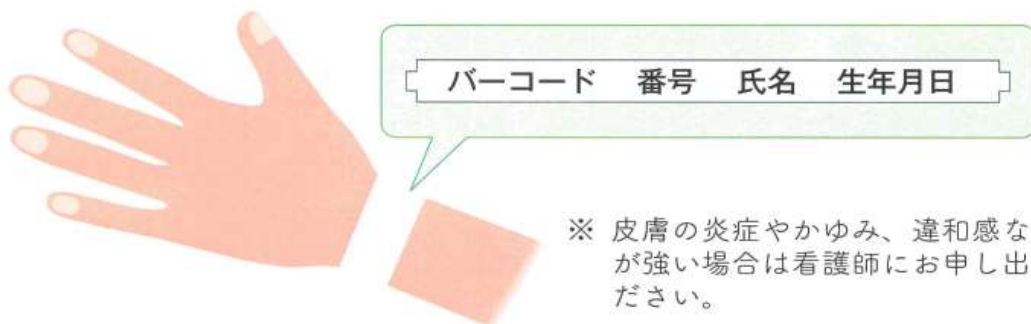 バーコード 番号 氏名 生年月日
※ 皮膚の炎症やかゆみ、違和感な
が強い場合は看護師にお申し出
ださい。